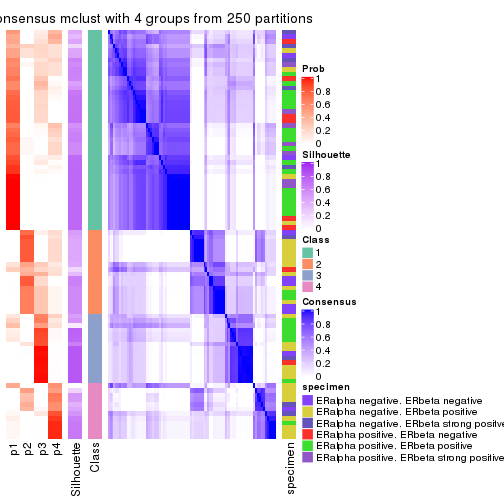 onsensus mclust with 4 groups from 250 partitions
Prob
1
0.8
0.6
0.4
0.2
0
Silhouette
1
0.8
0.6
0.4
0.2
0
Class
1
2
3
4
Consensus
1
0.8
0.6
0.4
0.2
0
specimen
ERalpha negative. ERbeta negative
ERalpha negative. ERbeta positive
ERalpha negative. ERbeta strong positive
ERalpha positive. ERbeta negative
ERalpha positive. ERbeta positive
ERalpha positive. ERbeta strong positive
p1
p2
p3
p4
Silhouette
Class
specimen